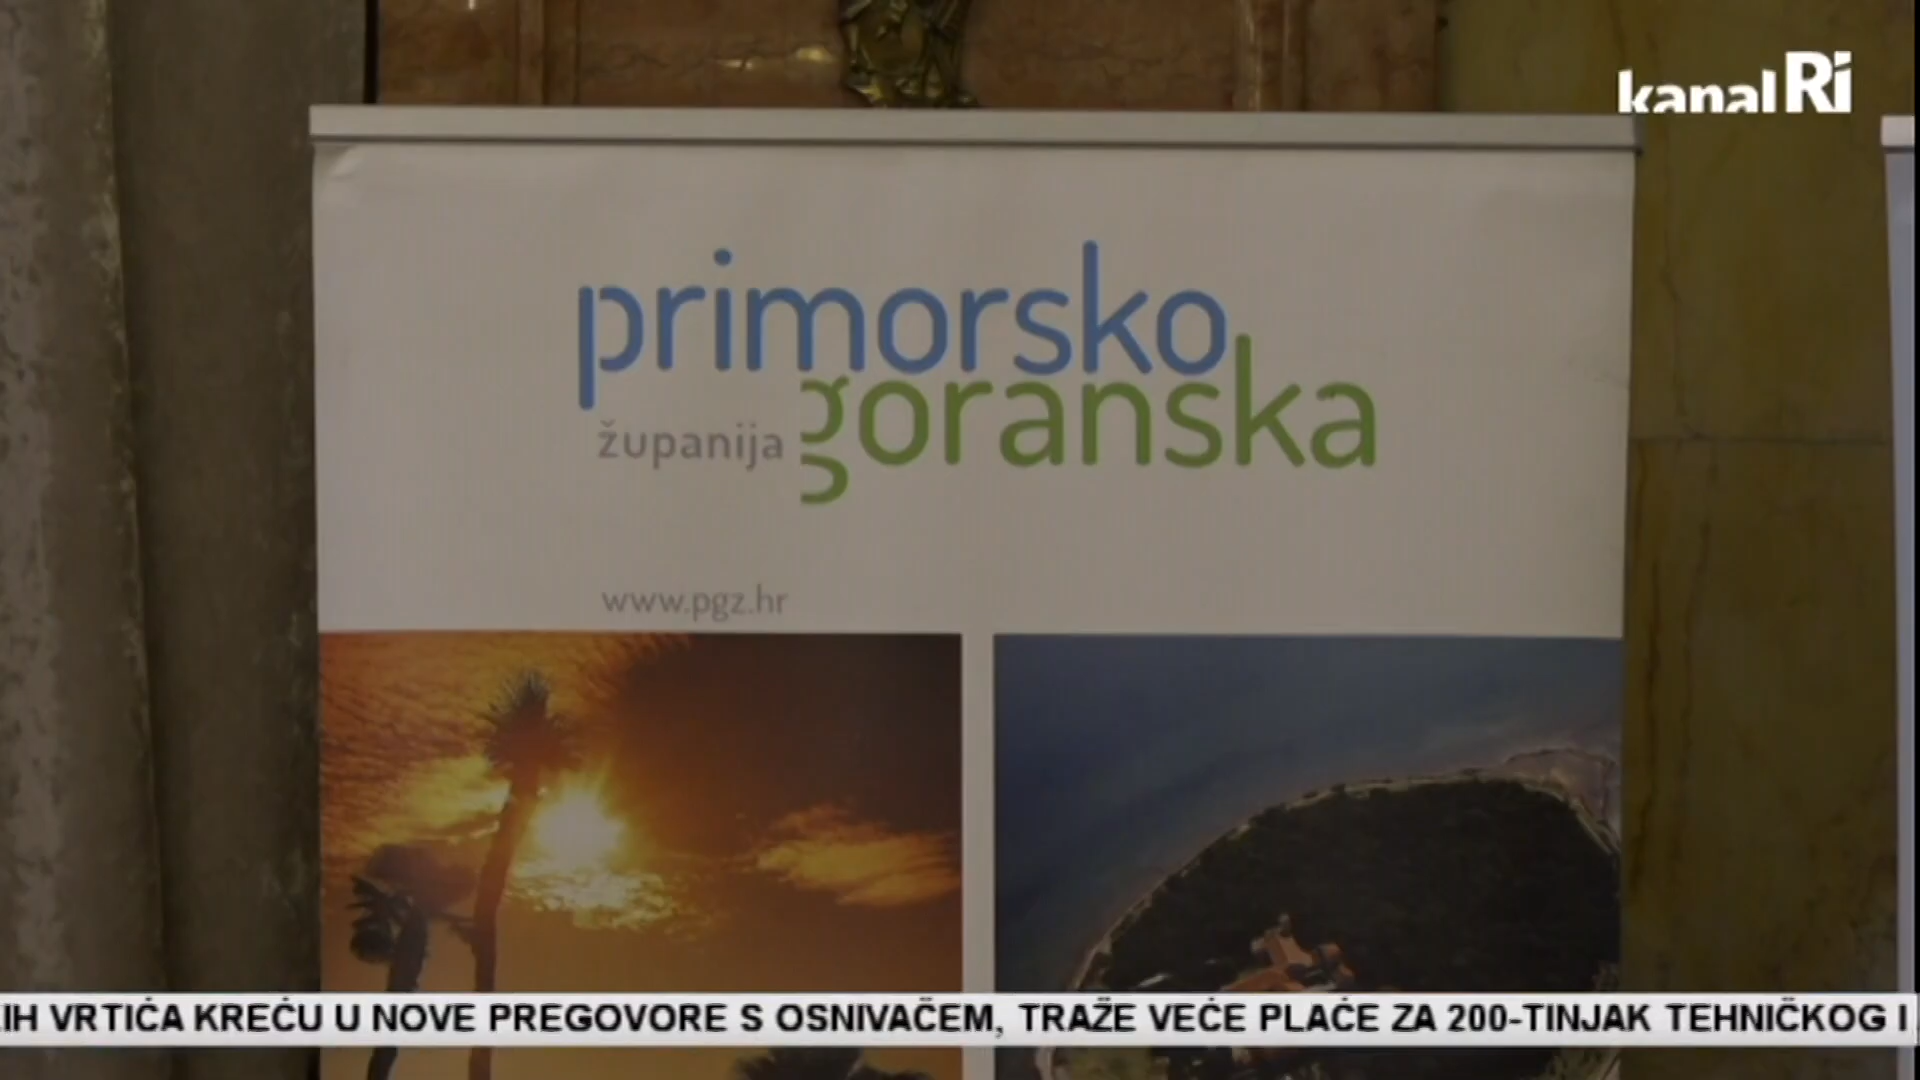 kanal Ri
primorsko
županija goranska
www.pgz.hr
IH VRTIĆA KREĆU U NOVE PREGOVORE S OSNIVAČEM, TRAŽE VEĆE PLAĆE ZA 200-TINJAK TEHNIČKOG I